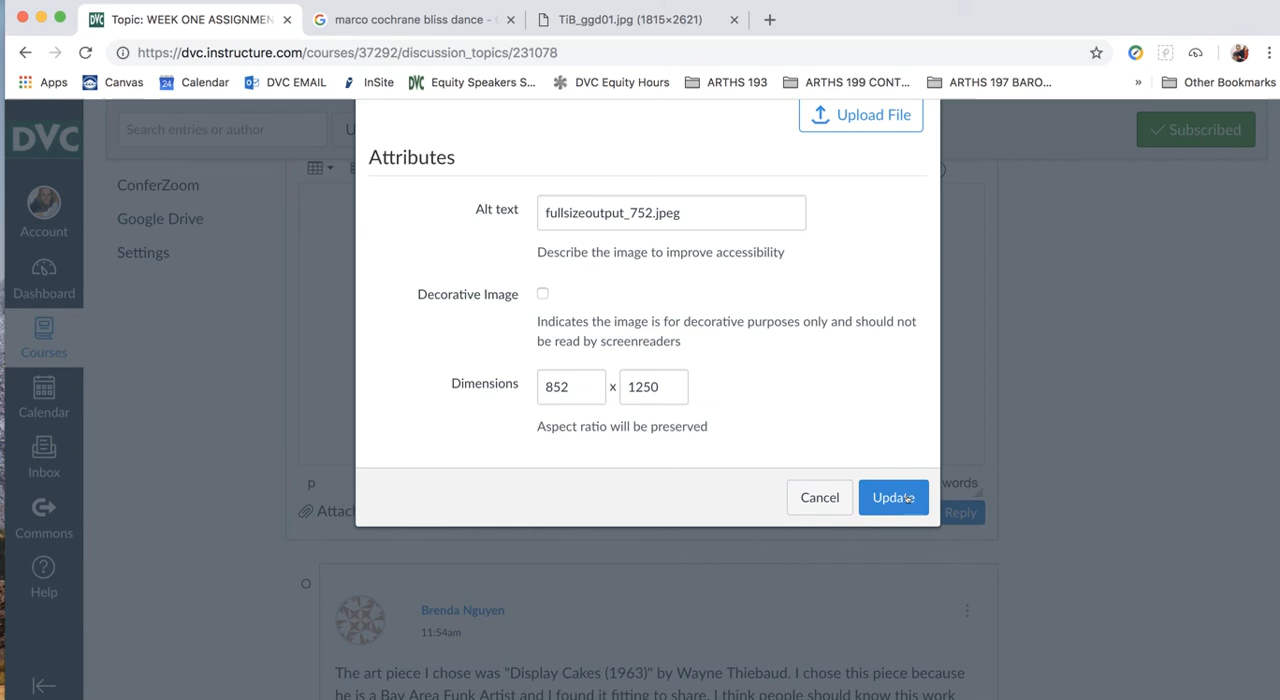 DVC Topic: WEEK ONE ASSIGNMEN
marco cochrane bliss dance -
TiB_ggd01.jpg (1815×2621)
https://dvc.instructure.com/courses/37292/discussion_topics/231078
Apps Canvas 24 Calendar DVC EMAIL InSite DVC Equity Speakers S... DVC Equity Hours ARTHS 193 ARTHS 199 CONT... ARTHS 197 BARO... » Other Bookmarks
DVC
Search entries or author
U
Subscribed
Upload File
Attributes
ConferZoom
Google Drive
Settings
Account
Dashboard
Courses
Calendar
Inbox
Commons
Help
Alt text fullsizeoutput_752.jpeg
Describe the image to improve accessibility
Decorative Image
Indicates the image is for decorative purposes only and should not
be read by screenreaders
Dimensions 852 x 1250
Aspect ratio will be preserved
p
words
Cancel Update
Attac
Reply
Brenda Nguyen
11:54am
The art piece I chose was "Display Cakes (1963)" by Wayne Thiebaud. I chose this piece because
he is a Bay Area Funk Artist and I found it fitting to share. I think people should know this work